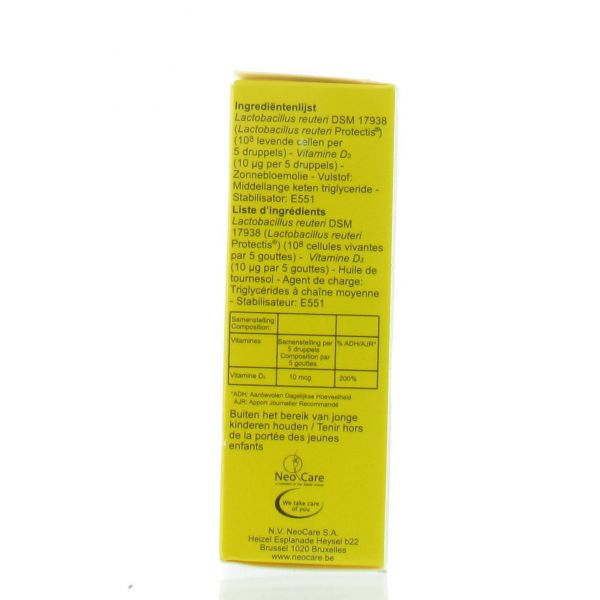 Ingrediëntenlijst
Lactobacillus reuteri DSM 17938
(Lactobacillus reuteri Protectis®)
(10⁸ levende cellen per
5 druppels) - Vitamine D₃
(10 µg per 5 druppels) -
Zonnebloemolie - Vulstof:
Middellange keten triglyceride -
Stabilisator: E551
Liste d'ingrédients
Lactobacillus reuteri DSM
17938 (Lactobacillus reuteri
Protectis®) (10⁸ cellules vivantes
par 5 gouttes) - Vitamine D₃
(10 µg par 5 gouttes) - Huile de
tournesol - Agent de charge:
Triglycérides à chaîne moyenne
- Stabilisateur: E551
Samenstelling:
Composition:
Vitamines
Samenstelling per
5 druppels
Composition par
5 gouttes
% ADH/AJR*
Vitamine D₃ 10 mcg 200%
*ADH: Aanbevolen Dagelijkse Hoeveelheid
AJR: Apport Journalier Recommandé
Buiten het bereik van jonge
kinderen houden / Tenir hors
de la portée des jeunes
enfants
NeoCare
We take care
of you
N.V. NeoCare S.A.
Heizel Esplanade Heysel b22
Brussel 1020 Bruxelles
www.neocare.be